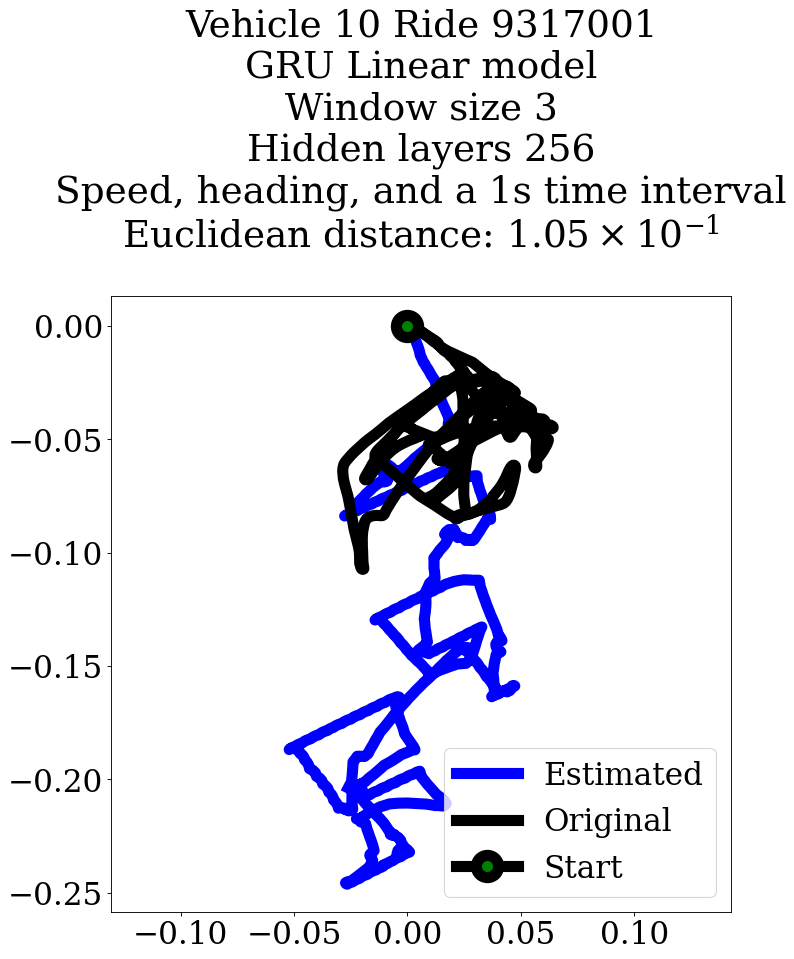 Vehicle 10 Ride 9317001
GRU Linear model
Window size 3
Hidden layers 256
Speed, heading, and a 1s time interval
Euclidean distance: 1.05 × 10⁻¹
0.00
−0.05
−0.10
−0.15
−0.20
−0.25
Estimated
Original
Start
−0.10 −0.05 0.00 0.05 0.10